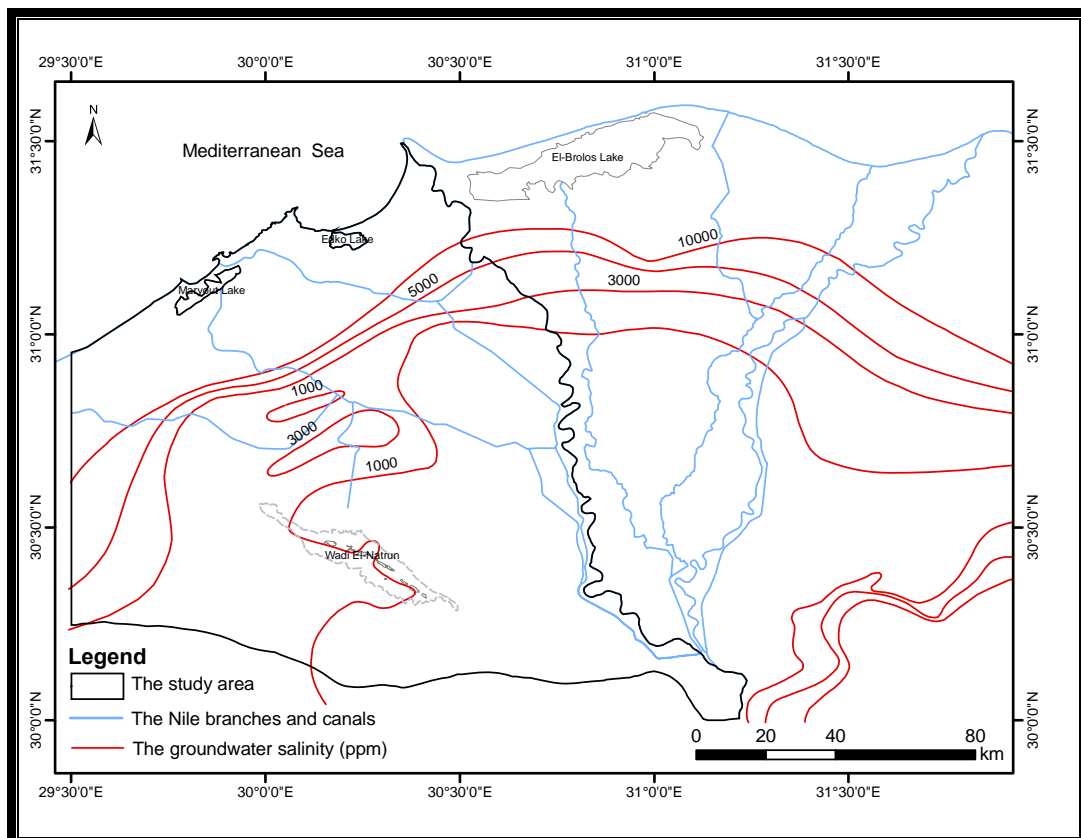 29°30'0"E 30°0'0"E 30°30'0"E 31°0'0"E 31°30'0"E
N
31°30'0"N
31°30'0"N
Mediterranean Sea
El-Brolos Lake
Edko Lake
10000
Maryout Lake
5000
3000
31°0'0"N
31°0'0"N
1000
3000
1000
30°30'0"N
30°30'0"N
Wadi El-Natrun
Legend
The study area
The Nile branches and canals
The groundwater salinity (ppm)
0 20 40 80
km
30°0'0"N
30°0'0"N
29°30'0"E 30°0'0"E 30°30'0"E 31°0'0"E 31°30'0"E